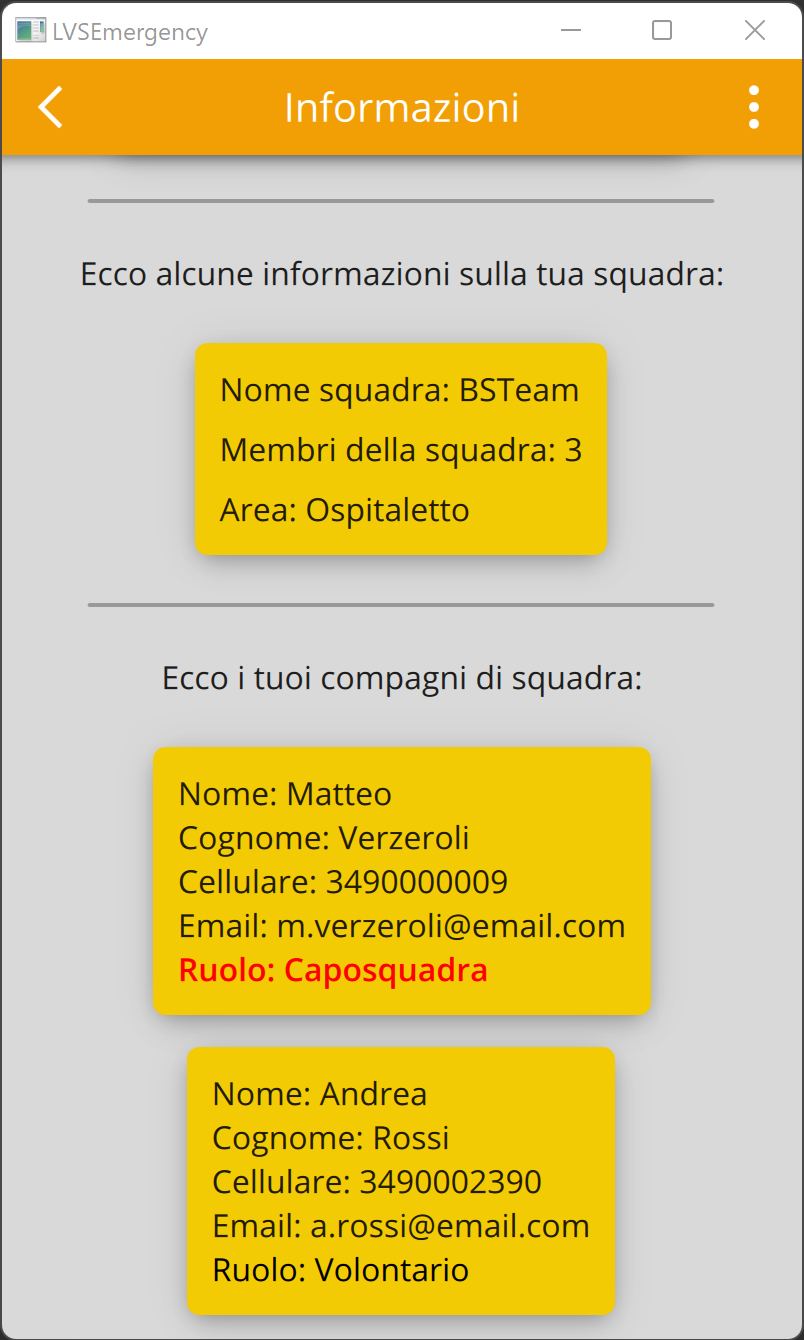 LVSEmergency
Informazioni
Ecco alcune informazioni sulla tua squadra:
Nome squadra: BSTeam
Membri della squadra: 3
Area: Ospitaletto
Ecco i tuoi compagni di squadra:
Nome: Matteo
Cognome: Verzeroli
Cellulare: 3490000009
Email: m.verzeroli@email.com
Ruolo: Caposquadra
Nome: Andrea
Cognome: Rossi
Cellulare: 3490002390
Email: a.rossi@email.com
Ruolo: Volontario